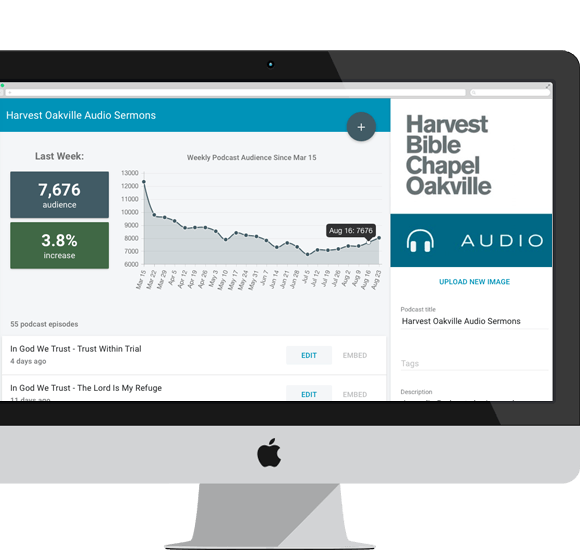 Harvest Oakville Audio Sermons
+
Last Week:
7,676
audience
3.8%
increase
Weekly Podcast Audience Since Mar 15
13000
12000
11000
10000
9000
8000
7000
6000
Aug 16: 7676
Mar 15
Mar 22
Mar 29
Apr 5
Apr 12
Apr 19
Apr 26
May 3
May 10
May 17
May 24
May 31
Jun 7
Jun 14
Jun 21
Jun 28
Jul 5
Jul 12
Jul 19
Jul 26
Aug 2
Aug 9
Aug 16
Aug 23
55 podcast episodes
In God We Trust - Trust Within Trial
4 days ago
EDIT
EMBED
In God We Trust - The Lord Is My Refuge
11 days ago
EDIT
EMBED
Harvest
Bible
Chapel
Oakville
AUDIO
UPLOAD NEW IMAGE
Podcast title
Harvest Oakville Audio Sermons
Tags
Description